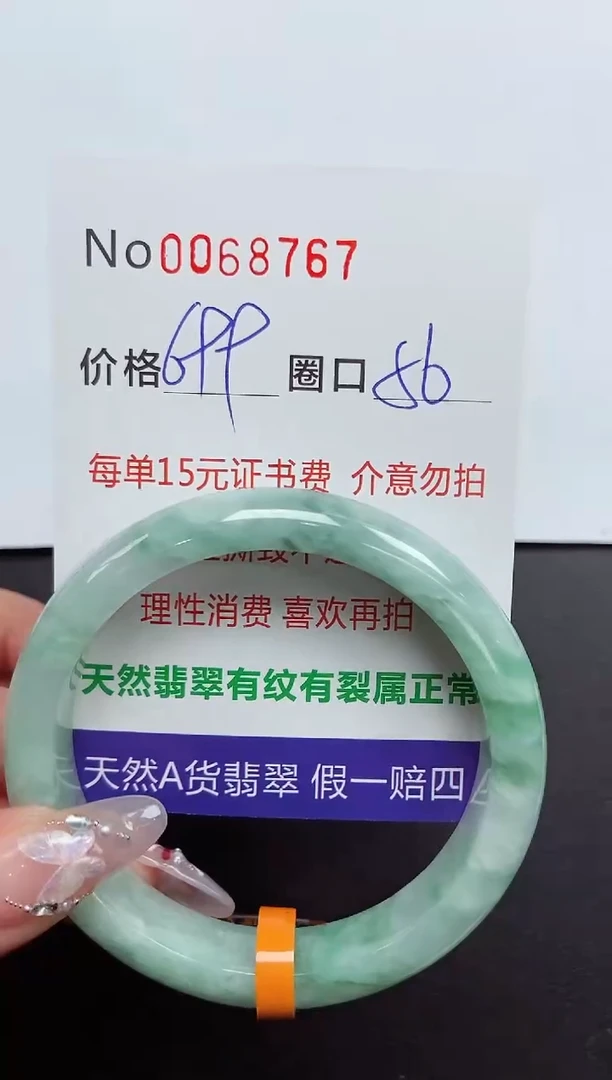 No0068767
价格699 圈口56
每单15元证书费 介意勿拍
理性消费 喜欢再拍
天然翡翠有纹有裂属正常
天然A货翡翠 假一赔四